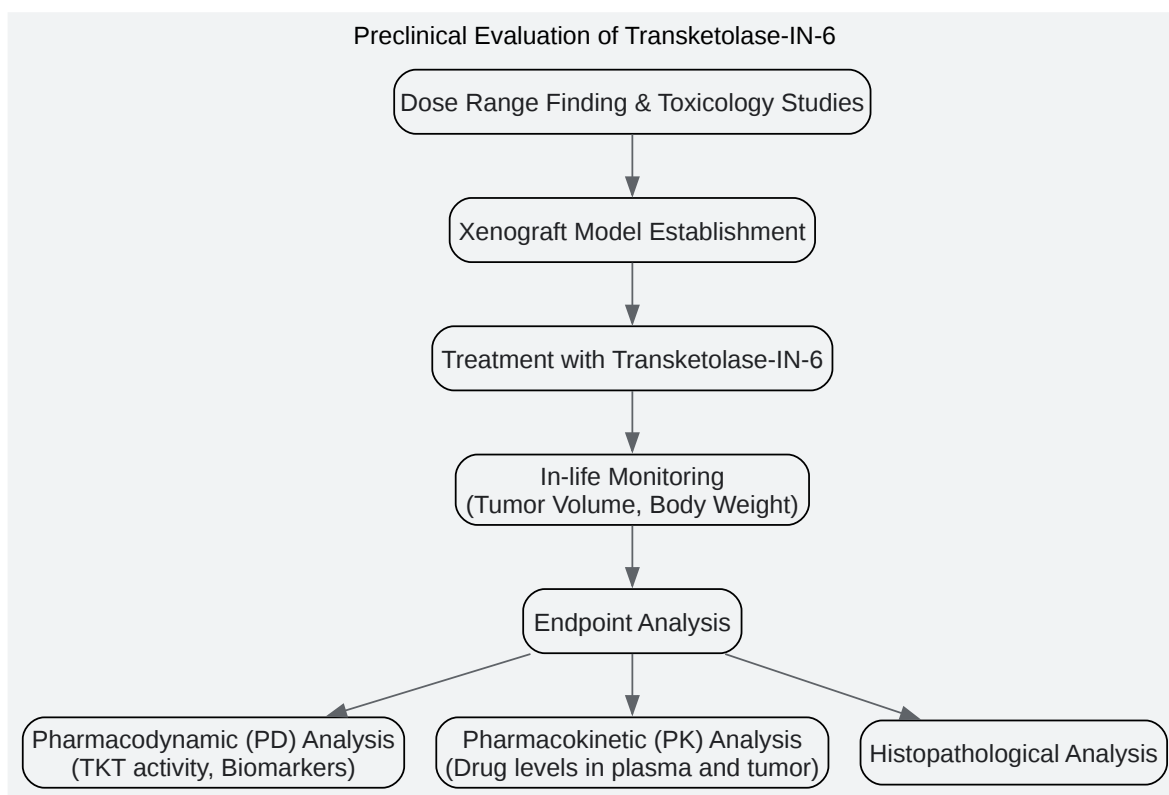 Preclinical Evaluation of Transketolase-IN-6
Dose Range Finding & Toxicology Studies
Xenograft Model Establishment
Treatment with Transketolase-IN-6
In-life Monitoring
(Tumor Volume, Body Weight)
Endpoint Analysis
Pharmacodynamic (PD) Analysis
(TKT activity, Biomarkers)
Pharmacokinetic (PK) Analysis
(Drug levels in plasma and tumor)
Histopathological Analysis